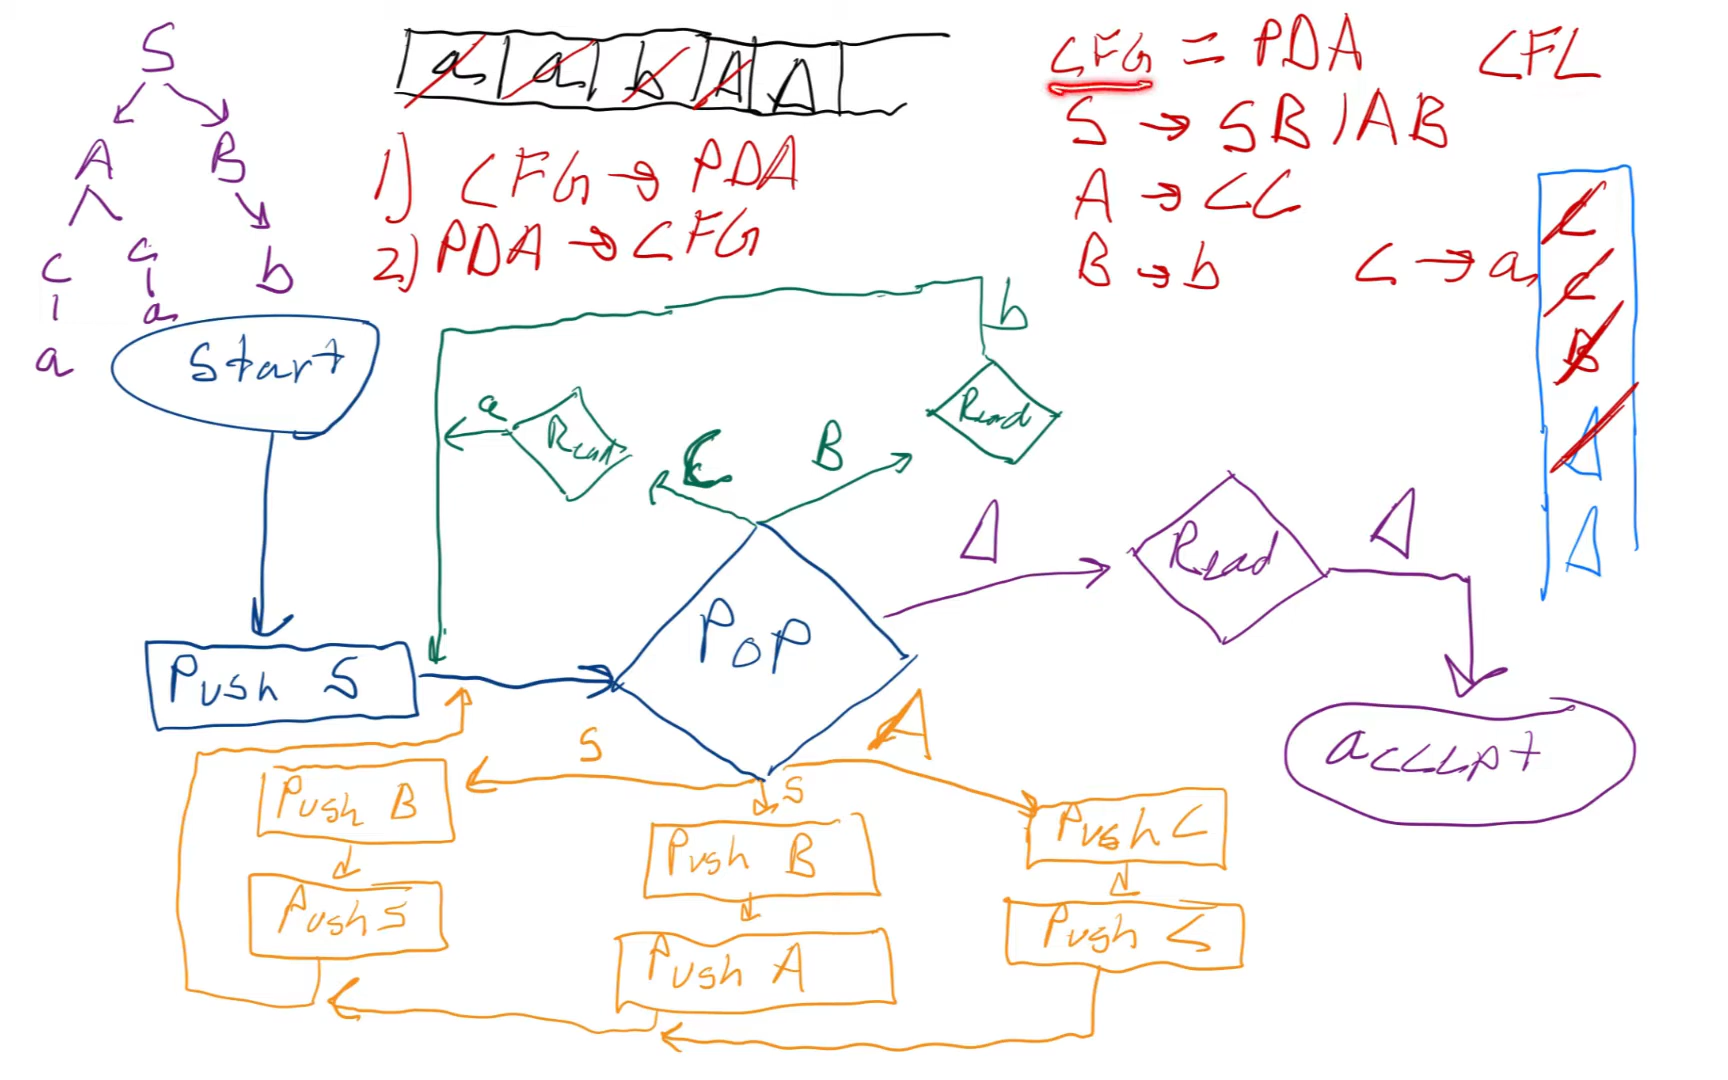 S
A B
C C b
a a
a a b Δ Δ
1) CFG → PDA
2) PDA → CFG
CFG = PDA CFL
S → SB | AB
A → CC
B → b C → a
C
C
B
Δ
Δ
Start
b
a Read C B Read
Δ Read Δ
Push S POP
accept
S S A
Push B Push B Push C
Push S Push A Push C